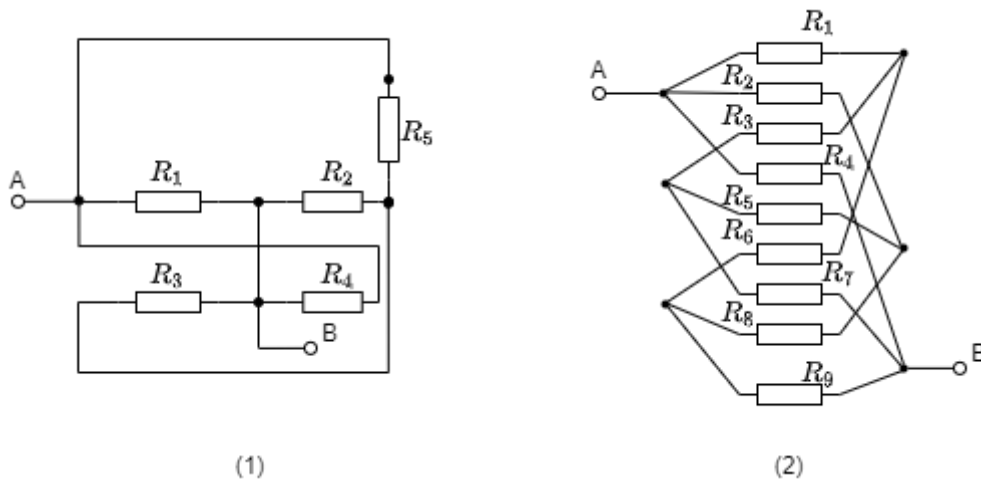 R₁
R₂
R₃
R₄
R₅
A
B
(1)
R₁
R₂
R₃
R₄
R₅
R₆
R₇
R₈
R₉
A
B
(2)